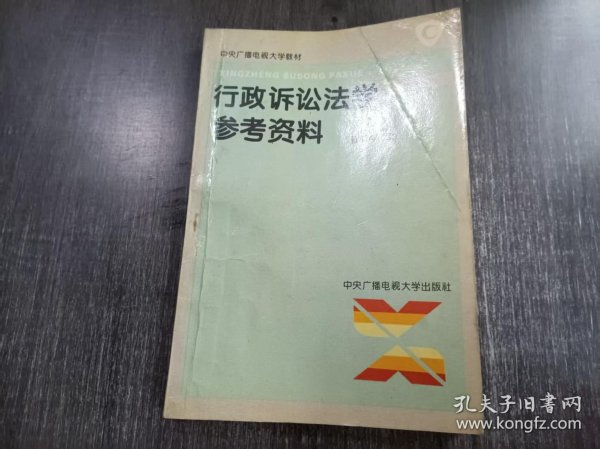 中央广播电视大学教材
XINGZHENG SUSONG FAXUE
行政诉讼法学
参考资料
中央广播电视大学出版社
孔夫子旧书网
www.kongfz.com